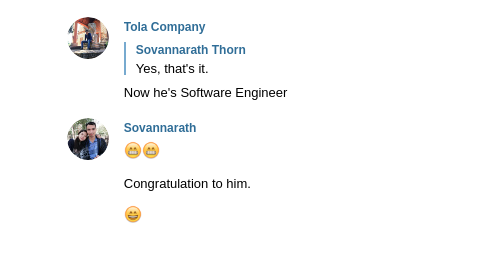 Tola Company
Sovannarath Thorn
Yes, that's it.
Now he's Software Engineer
Sovannarath
😬😬
Congratulation to him.
😄